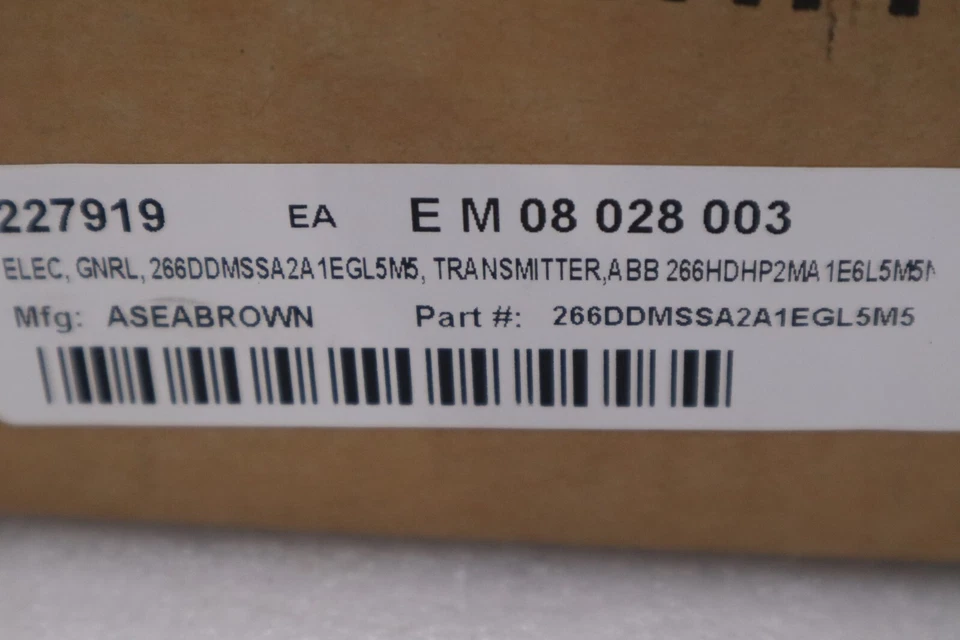 227919 EA E M 08 028 003
ELEC, GNRL, 266DDMSSA2A1EGL5M5, TRANSMITTER,ABB 266HDHP2MA1E6L5M5
Mfg: ASEABROWN Part #: 266DDMSSA2A1EGL5M5